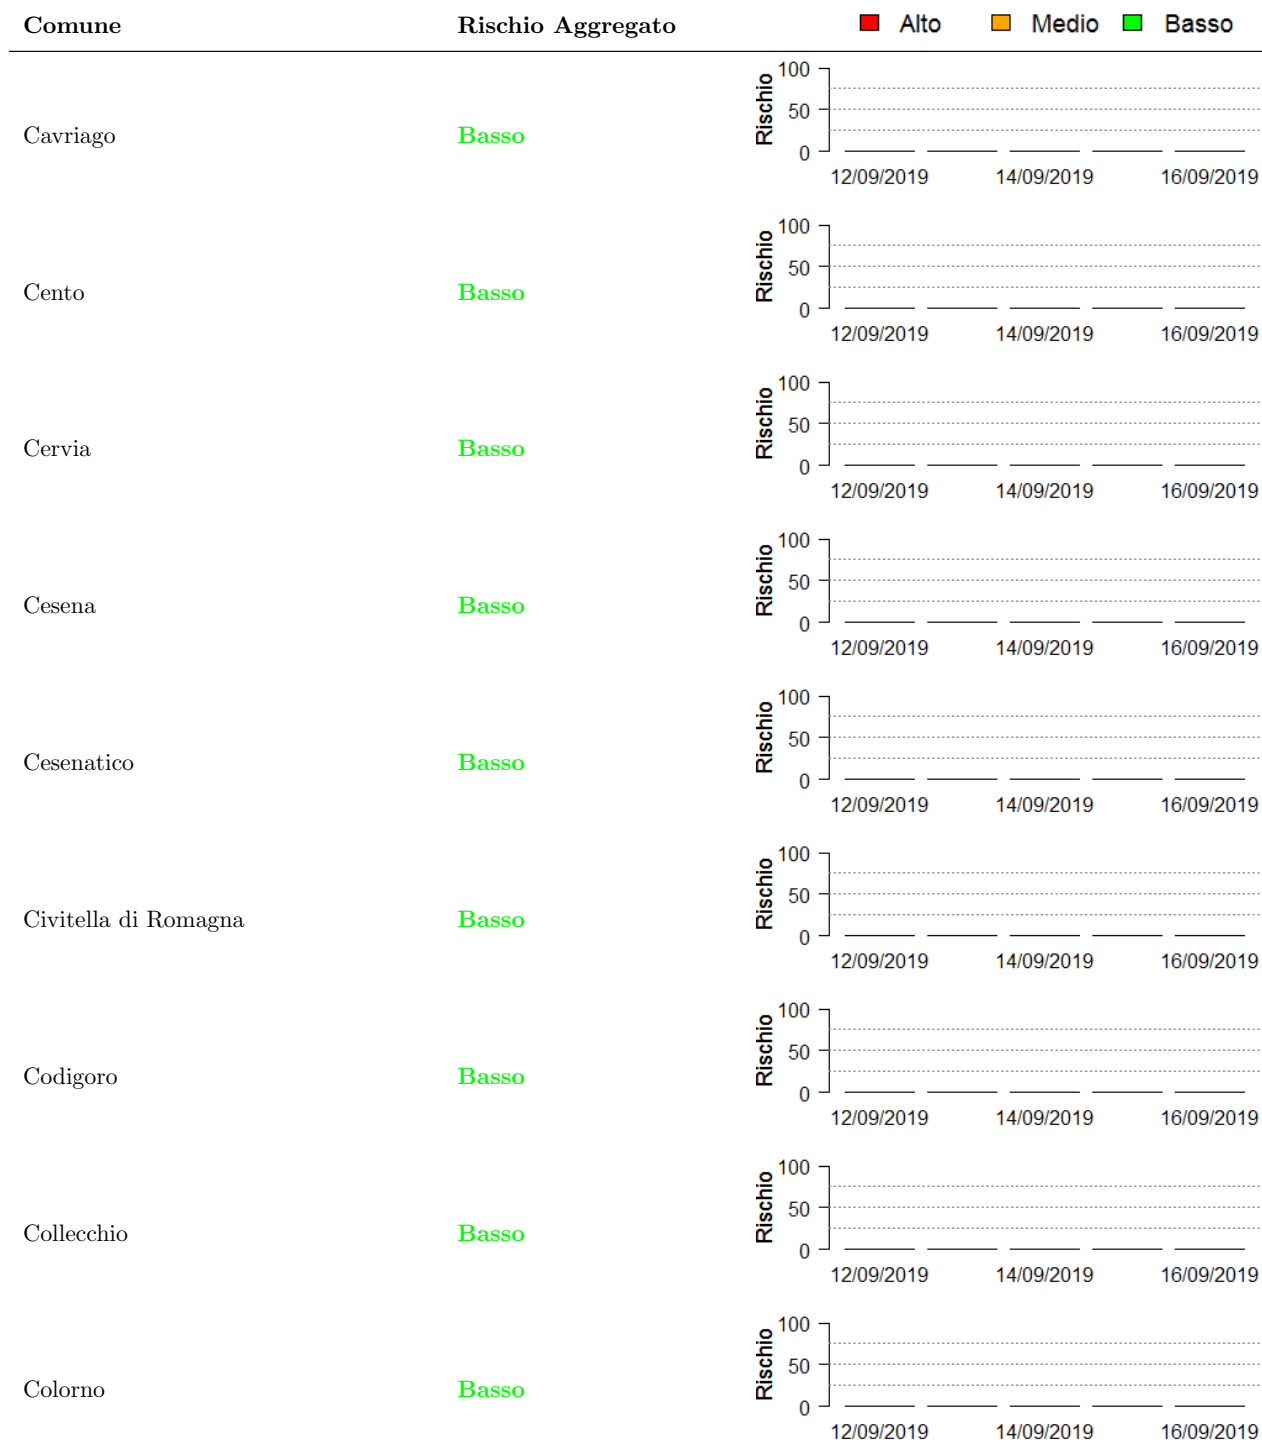 Comune Rischio Aggregato Alto Medio Basso
100
50
0
Rischio
Cavriago Basso
12/09/2019 14/09/2019 16/09/2019
100
50
0
Rischio
Cento Basso
12/09/2019 14/09/2019 16/09/2019
100
50
0
Rischio
Cervia Basso
12/09/2019 14/09/2019 16/09/2019
100
50
0
Rischio
Cesena Basso
12/09/2019 14/09/2019 16/09/2019
100
50
0
Rischio
Cesenatico Basso
12/09/2019 14/09/2019 16/09/2019
100
50
0
Rischio
Civitella di Romagna Basso
12/09/2019 14/09/2019 16/09/2019
100
50
0
Rischio
Codigoro Basso
12/09/2019 14/09/2019 16/09/2019
100
50
0
Rischio
Collecchio Basso
12/09/2019 14/09/2019 16/09/2019
100
50
0
Rischio
Colorno Basso
12/09/2019 14/09/2019 16/09/2019